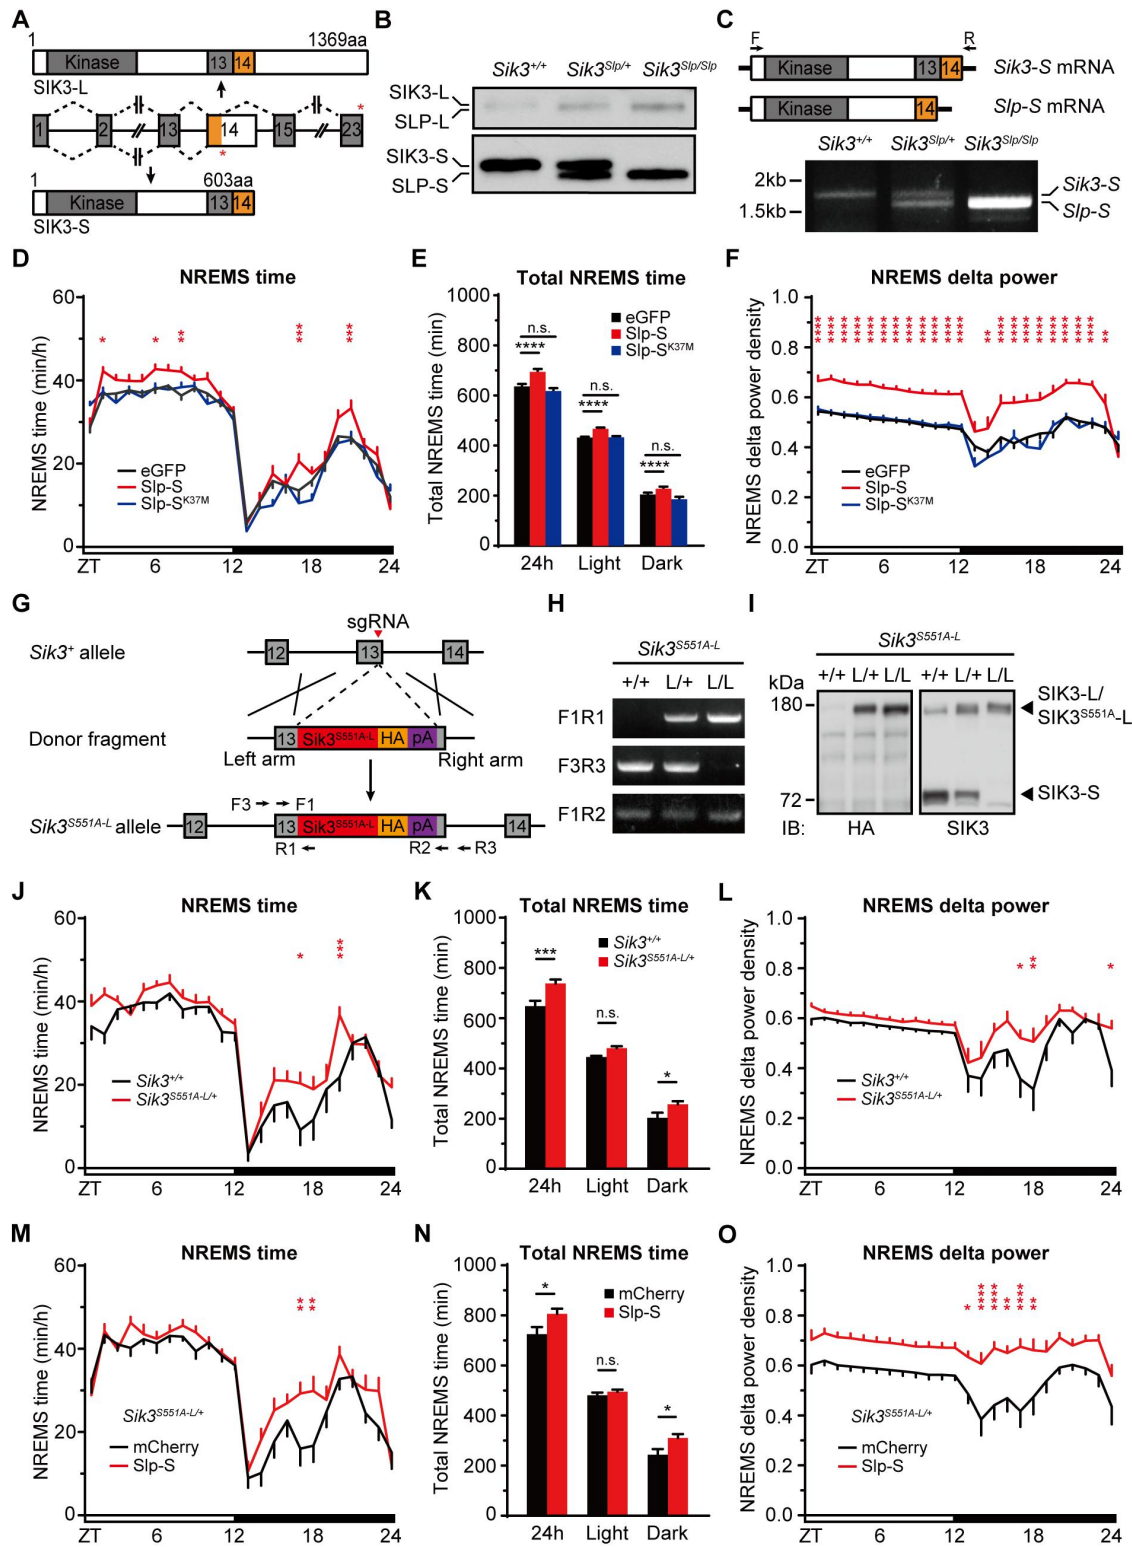 A
1
1369aa
Kinase
13
14
SIK3-L
1
2
13
14
15
23
*
*
1
603aa
Kinase
13
14
SIK3-S
B
Sik3+/+
Sik3Slp/+
Sik3Slp/Slp
SIK3-L
SLP-L
SIK3-S
SLP-S
C
F
R
Kinase
13
14
Sik3-S mRNA
Kinase
14
Slp-S mRNA
Sik3+/+
Sik3Slp/+
Sik3Slp/Slp
2kb
1.5kb
Sik3-S
Slp-S
D
NREMS time
NREMS time (min/h)
60
40
20
0
* * ** *** ***
eGFP
Slp-S
Slp-SK37M
ZT 6 12 18 24
E
Total NREMS time
Total NREMS time (min)
1000
800
600
400
200
0
eGFP
Slp-S
Slp-SK37M
n.s.
****
n.s.
****
n.s.
****
24h Light Dark
F
NREMS delta power
NREMS delta power density
1.0
0.8
0.6
0.4
0.2
0.0
eGFP
Slp-S
Slp-SK37M
ZT 6 12 18 24
G
sgRNA
Sik3+ allele
12
13
14
Donor fragment
13
Sik3S551A-L
HA
pA
Left arm
Right arm
F3
F1
Sik3S551A-L allele
12
13
Sik3S551A-L
HA
pA
14
R1
R2
R3
H
Sik3S551A-L
+/+ L/+ L/L
F1R1
F3R3
F1R2
I
Sik3S551A-L
kDa
+/+ L/+ L/L
+/+ L/+ L/L
180
72
SIK3-L/
SIK3S551A-L
SIK3-S
IB:
HA
SIK3
J
NREMS time
NREMS time (min/h)
60
40
20
0
* ***
Sik3+/+
Sik3S551A-L/+
ZT 6 12 18 24
K
Total NREMS time
Total NREMS time (min)
1000
800
600
400
200
0
Sik3+/+
Sik3S551A-L/+
***
n.s.
*
24h Light Dark
L
NREMS delta power
NREMS delta power density
1.0
0.8
0.6
0.4
0.2
0.0
* ** *
Sik3+/+
Sik3S551A-L/+
ZT 6 12 18 24
M
NREMS time
NREMS time (min/h)
60
40
20
0
** **
Sik3S551A-L/+
mCherry
Slp-S
ZT 6 12 18 24
N
Total NREMS time
Total NREMS time (min)
1000
800
600
400
200
0
mCherry
Slp-S
*
n.s.
*
24h Light Dark
O
NREMS delta power
NREMS delta power density
1.0
0.8
0.6
0.4
0.2
0.0
Sik3S551A-L/+
mCherry
Slp-S
ZT 6 12 18 24